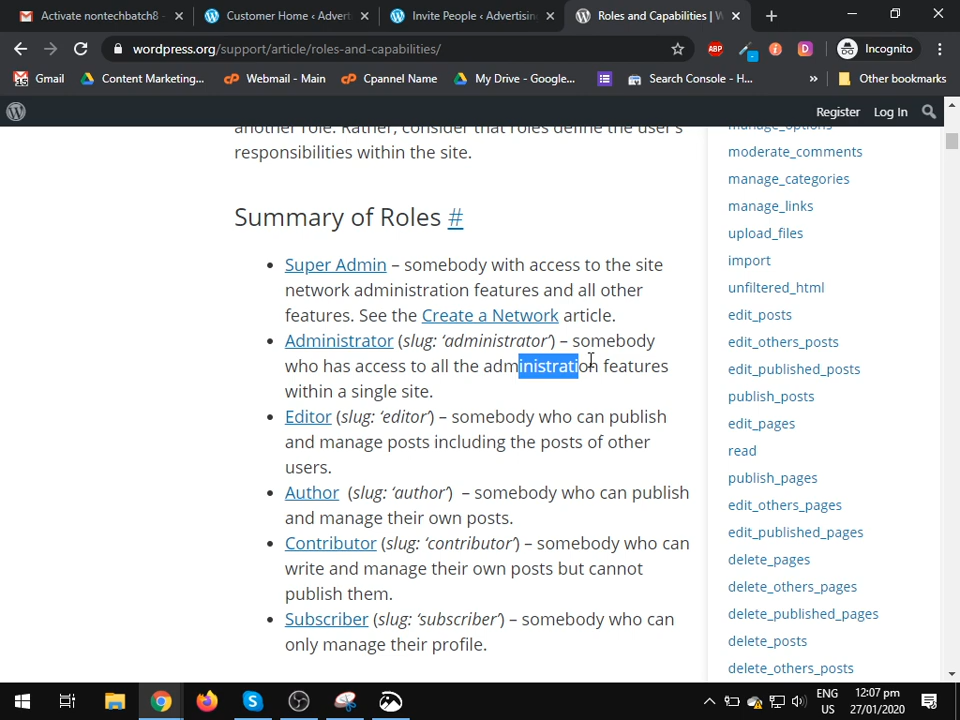 Activate nontechbatch8
Customer Home ‹ Advert
Invite People ‹ Advertisin
Roles and Capabilities | W
wordpress.org/support/article/roles-and-capabilities/
ABP
Incognito
Gmail
Content Marketing...
Webmail - Main
Cpannel Name
My Drive - Google...
Search Console - H...
Other bookmarks
Register
Log In
another role. Rather, consider that roles define the user's
responsibilities within the site.
Summary of Roles #
Super Admin – somebody with access to the site
network administration features and all other
features. See the Create a Network article.
Administrator (slug: 'administrator') – somebody
who has access to all the administration features
within a single site.
Editor (slug: 'editor') – somebody who can publish
and manage posts including the posts of other
users.
Author (slug: 'author') – somebody who can publish
and manage their own posts.
Contributor (slug: 'contributor') – somebody who can
write and manage their own posts but cannot
publish them.
Subscriber (slug: 'subscriber') – somebody who can
only manage their profile.
manage_options
moderate_comments
manage_categories
manage_links
upload_files
import
unfiltered_html
edit_posts
edit_others_posts
edit_published_posts
publish_posts
edit_pages
read
publish_pages
edit_others_pages
edit_published_pages
delete_pages
delete_others_pages
delete_published_pages
delete_posts
delete_others_posts
ENG
US
12:07 pm
27/01/2020